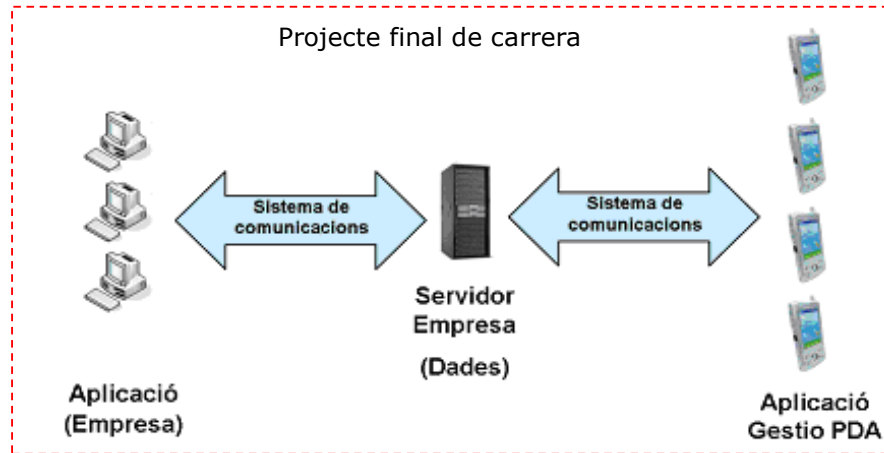 Projecte final de carrera
Sistema de
comunicacions
Sistema de
comunicacions
Servidor
Empresa
(Dades)
Aplicació
(Empresa)
Aplicació
Gestio PDA